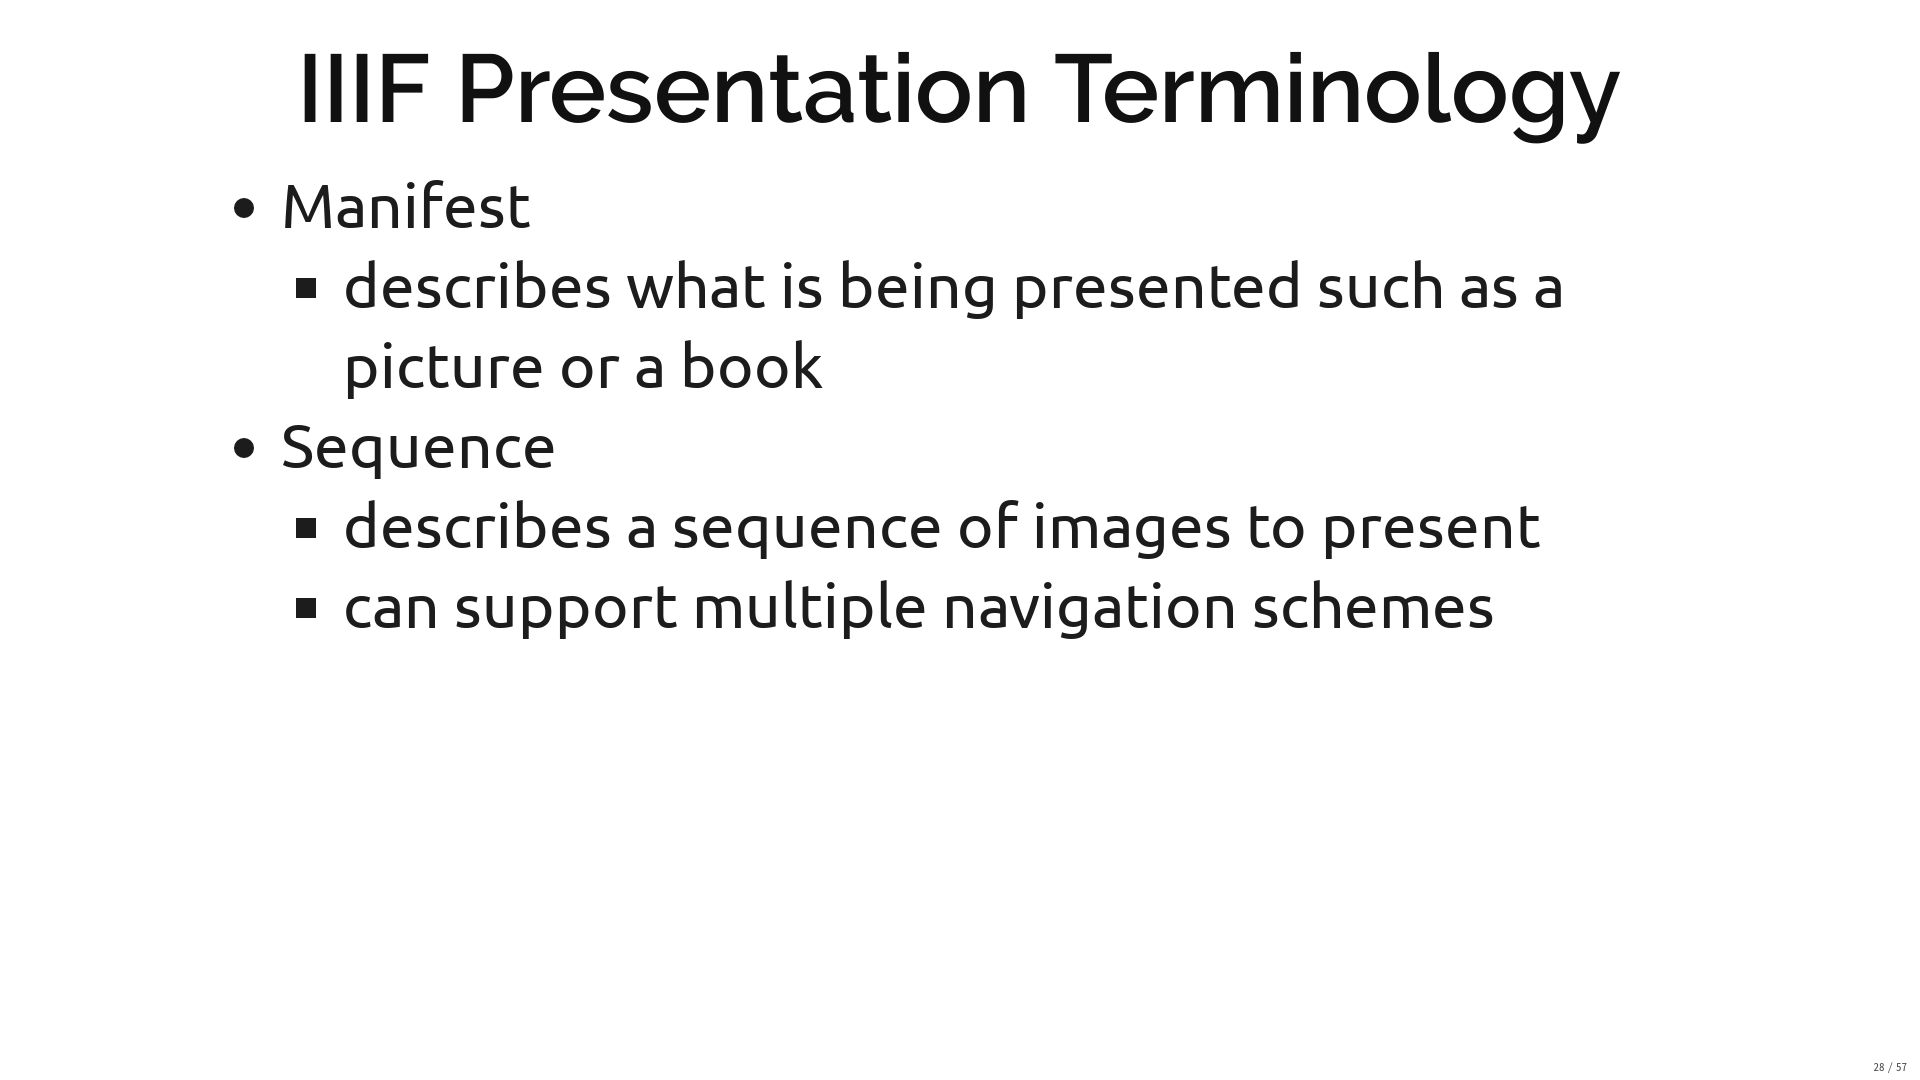 IIIF Presentation Terminology
• Manifest
▪ describes what is being presented such as a
picture or a book
• Sequence
▪ describes a sequence of images to present
▪ can support multiple navigation schemes
28 / 57